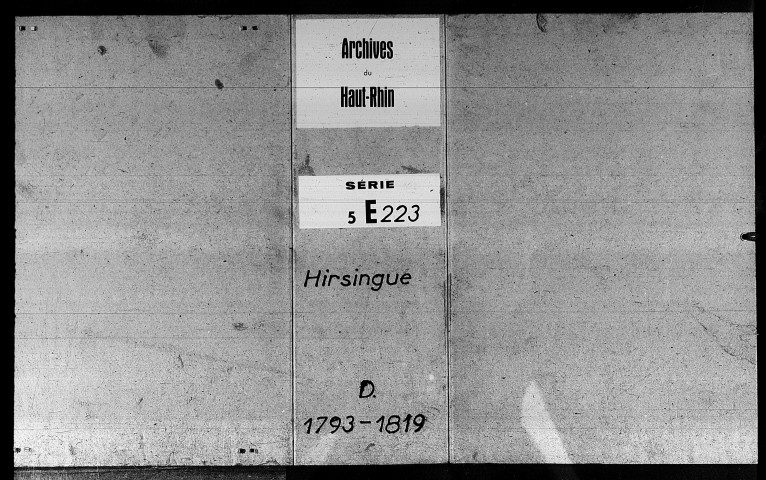 Archives
du
Haut-Rhin
SÉRIE
5 E 223
Hirsingue
D.
1793-1819